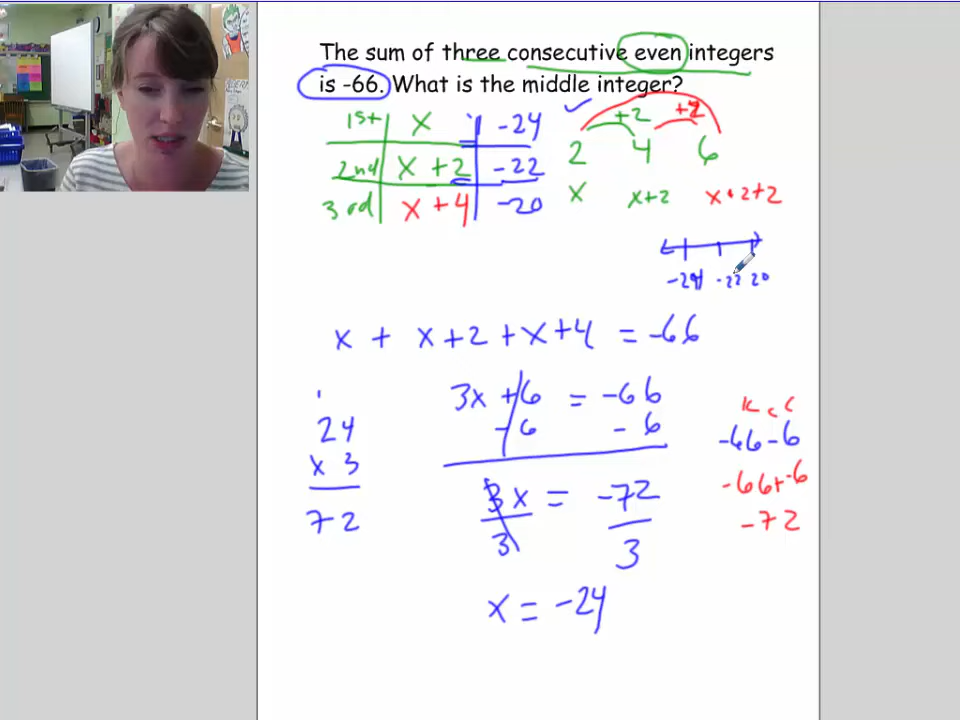 The sum of three consecutive even integers
is -66. What is the middle integer?
1st x -24
2nd x + 2 -22
3rd x + 4 -20
+2 +2
2 4 6
x x+2 x+2+2
-24 -22 20
x + x+2 + x+4 = -66
3x +6 = -66
-6 - 6
3x = -72
3 3
x = -24
1
24
x 3
72
K C C
-66-6
-66+-6
-72